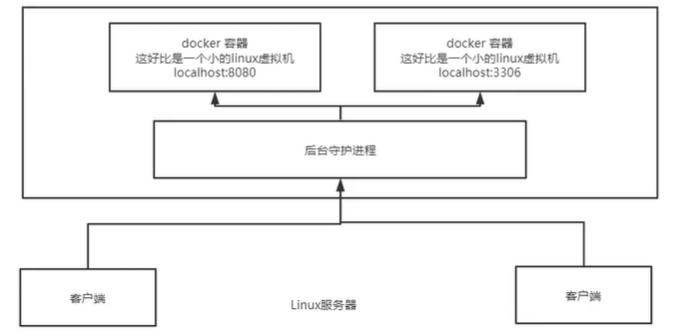 docker 容器
这好比是一个小的linux虚拟机
localhost:8080
docker 容器
这好比是一个小的linux虚拟机
localhost:3306
后台守护进程
客户端
Linux服务器
客户端